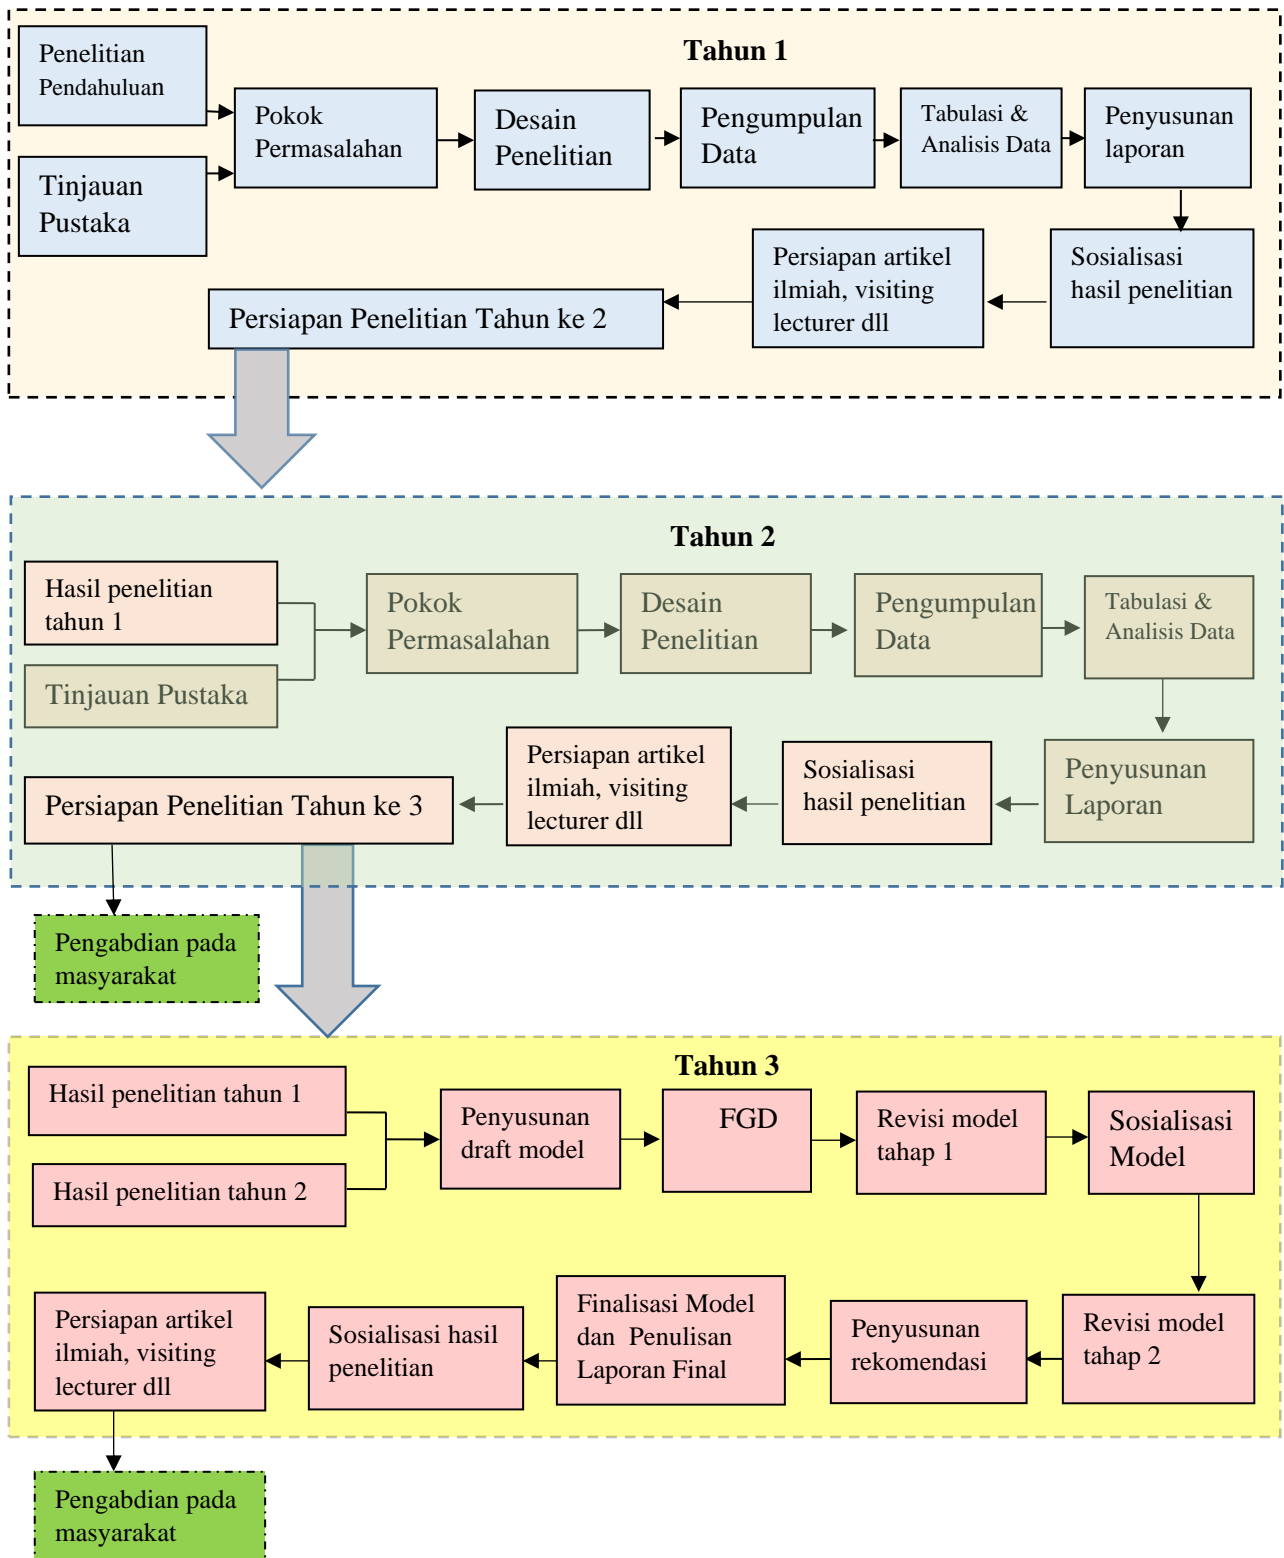 Tahun 1
Penelitian
Pendahuluan
Tinjauan
Pustaka
Pokok
Permasalahan
Desain
Penelitian
Pengumpulan
Data
Tabulasi &
Analisis Data
Penyusunan
laporan
Sosialisasi
hasil penelitian
Persiapan artikel
ilmiah, visiting
lecturer dll
Persiapan Penelitian Tahun ke 2
Tahun 2
Hasil penelitian
tahun 1
Tinjauan Pustaka
Pokok
Permasalahan
Desain
Penelitian
Pengumpulan
Data
Tabulasi &
Analisis Data
Penyusunan
Laporan
Sosialisasi
hasil penelitian
Persiapan artikel
ilmiah, visiting
lecturer dll
Persiapan Penelitian Tahun ke 3
Pengabdian pada
masyarakat
Tahun 3
Hasil penelitian tahun 1
Hasil penelitian tahun 2
Penyusunan
draft model
FGD
Revisi model
tahap 1
Sosialisasi
Model
Revisi model
tahap 2
Penyusunan
rekomendasi
Finalisasi Model
dan Penulisan
Laporan Final
Sosialisasi hasil
penelitian
Persiapan artikel
ilmiah, visiting
lecturer dll
Pengabdian pada
masyarakat